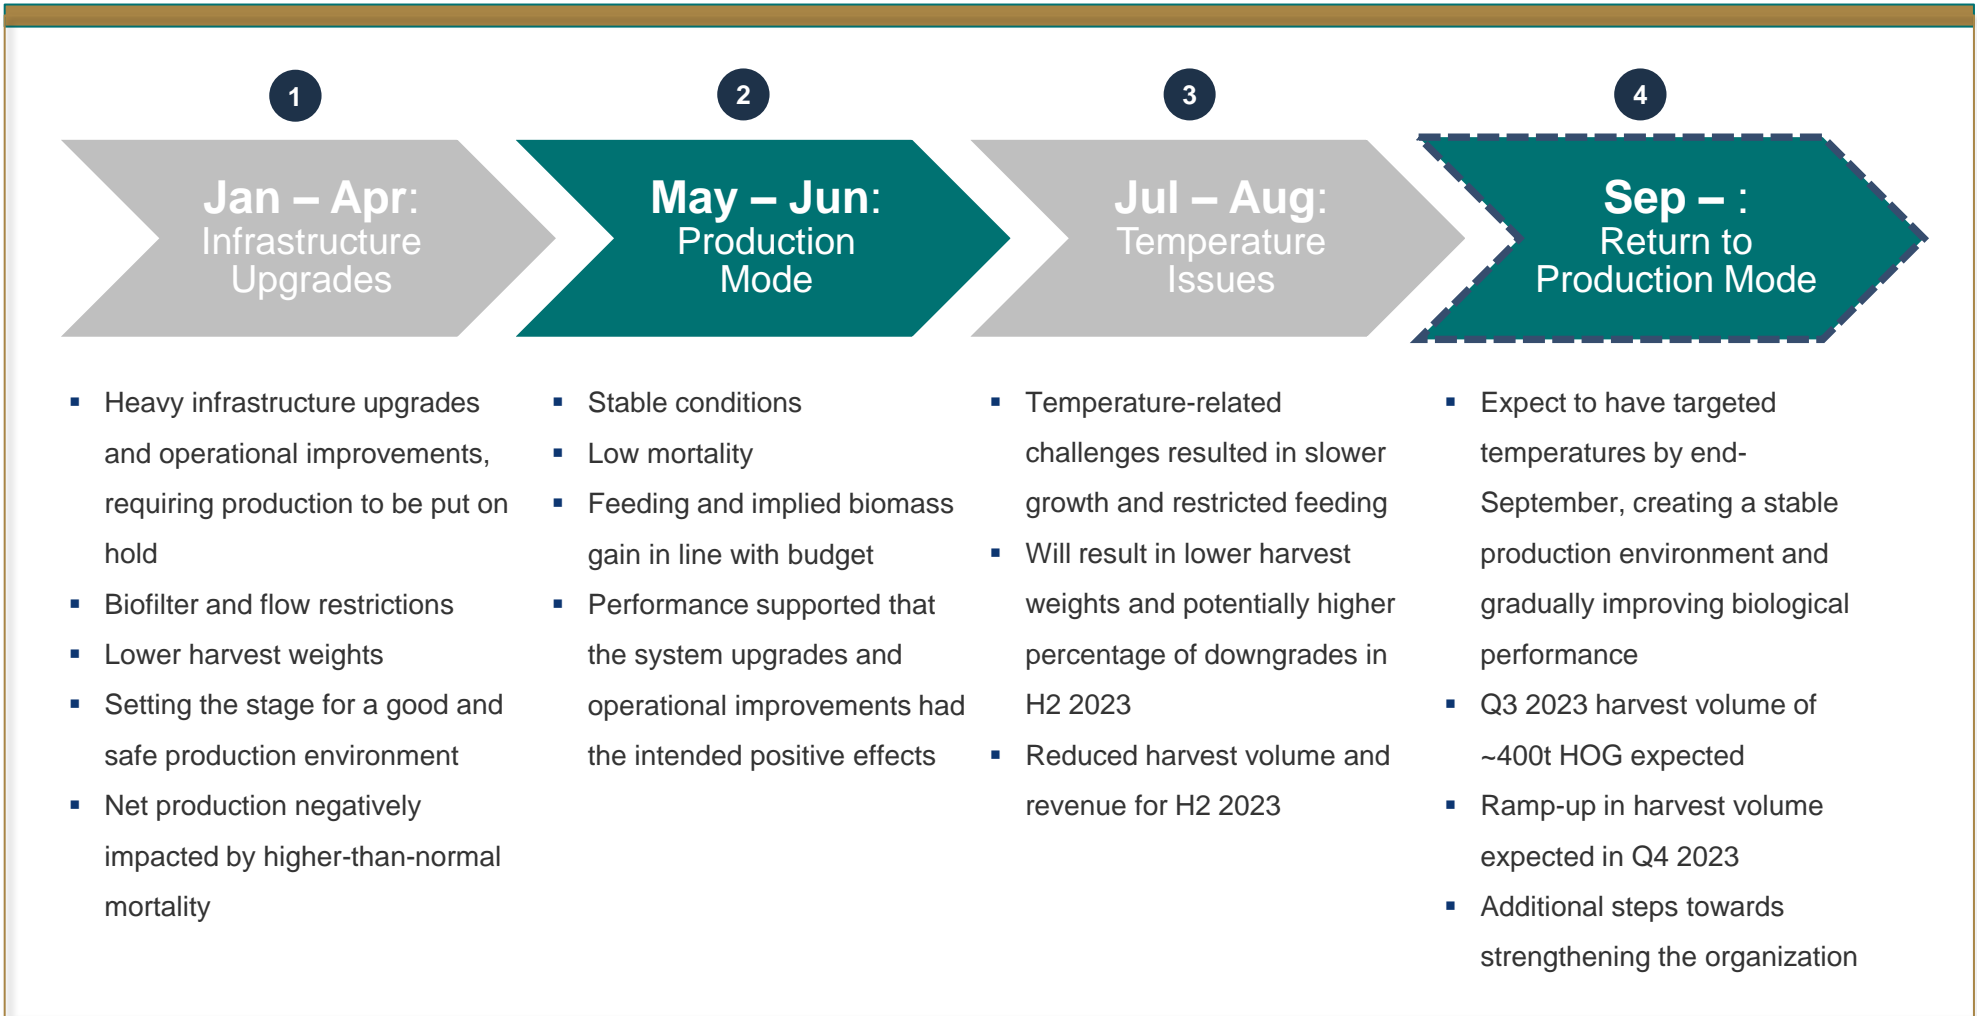 1
Jan – Apr:
Infrastructure
Upgrades
▪ Heavy infrastructure upgrades
and operational improvements,
requiring production to be put on
hold
▪ Biofilter and flow restrictions
▪ Lower harvest weights
▪ Setting the stage for a good and
safe production environment
▪ Net production negatively
impacted by higher-than-normal
mortality
2
May – Jun:
Production
Mode
▪ Stable conditions
▪ Low mortality
▪ Feeding and implied biomass
gain in line with budget
▪ Performance supported that
the system upgrades and
operational improvements had
the intended positive effects
3
Jul – Aug:
Temperature
Issues
▪ Temperature-related
challenges resulted in slower
growth and restricted feeding
▪ Will result in lower harvest
weights and potentially higher
percentage of downgrades in
H2 2023
▪ Reduced harvest volume and
revenue for H2 2023
4
Sep – :
Return to
Production Mode
▪ Expect to have targeted
temperatures by end-
September, creating a stable
production environment and
gradually improving biological
performance
▪ Q3 2023 harvest volume of
~400t HOG expected
▪ Ramp-up in harvest volume
expected in Q4 2023
▪ Additional steps towards
strengthening the organization